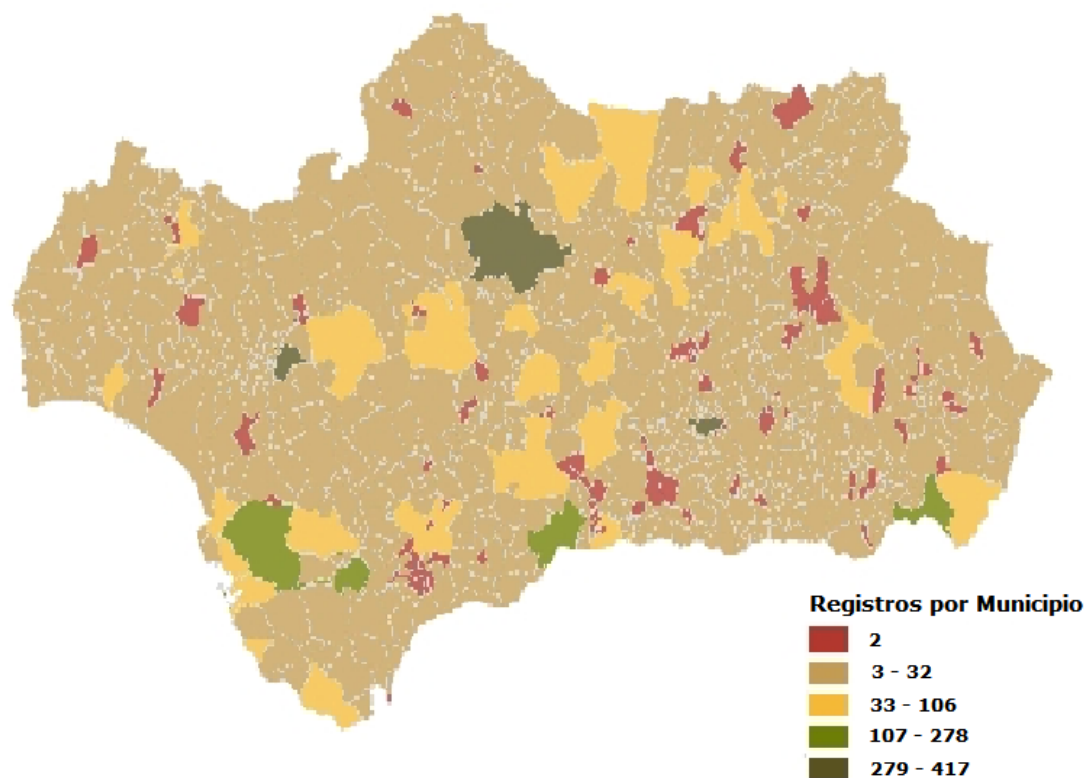 Registros por Municipio
2
3 - 32
33 - 106
107 - 278
279 - 417